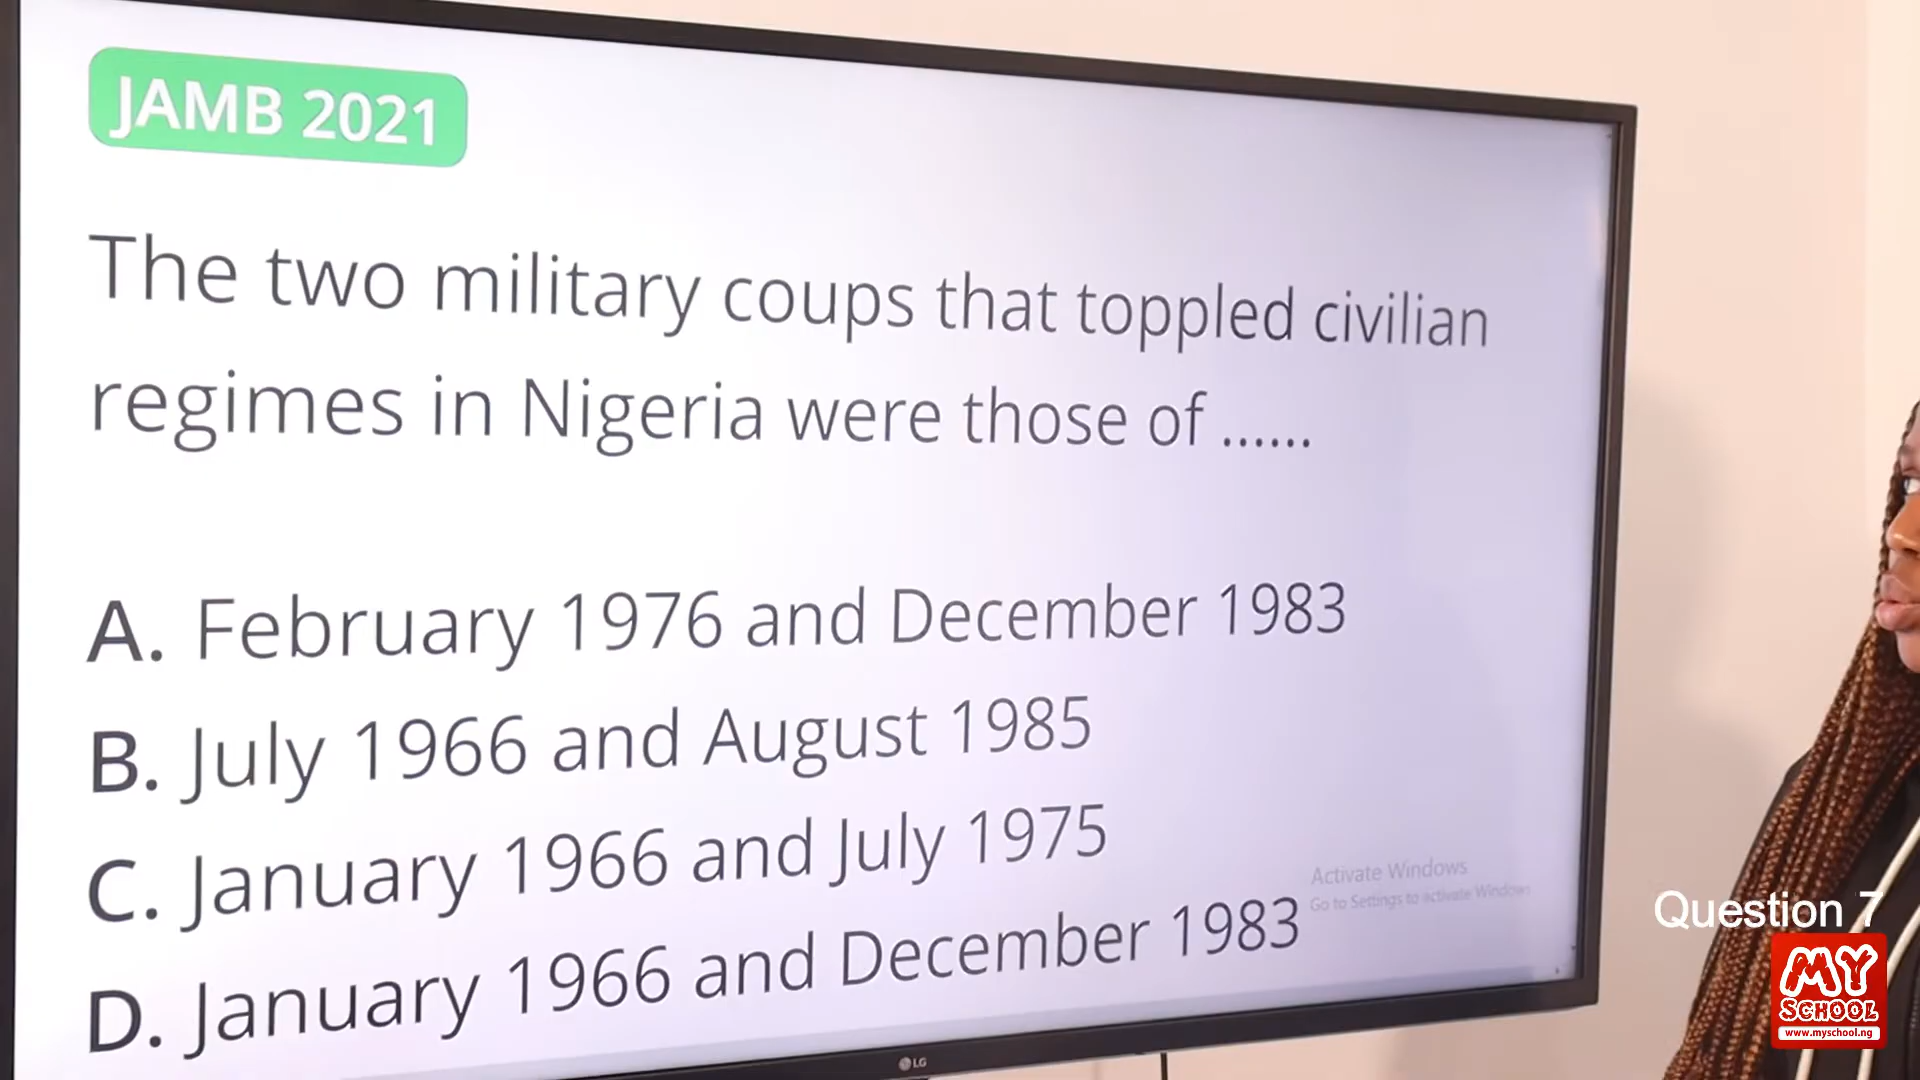 JAMB 2021
The two military coups that toppled civilian
regimes in Nigeria were those of ......
A. February 1976 and December 1983
B. July 1966 and August 1985
C. January 1966 and July 1975
D. January 1966 and December 1983
Activate Windows
Go to Settings to activate Windows
Question 7
MY
SCHOOL
www.myschool.ng
LG